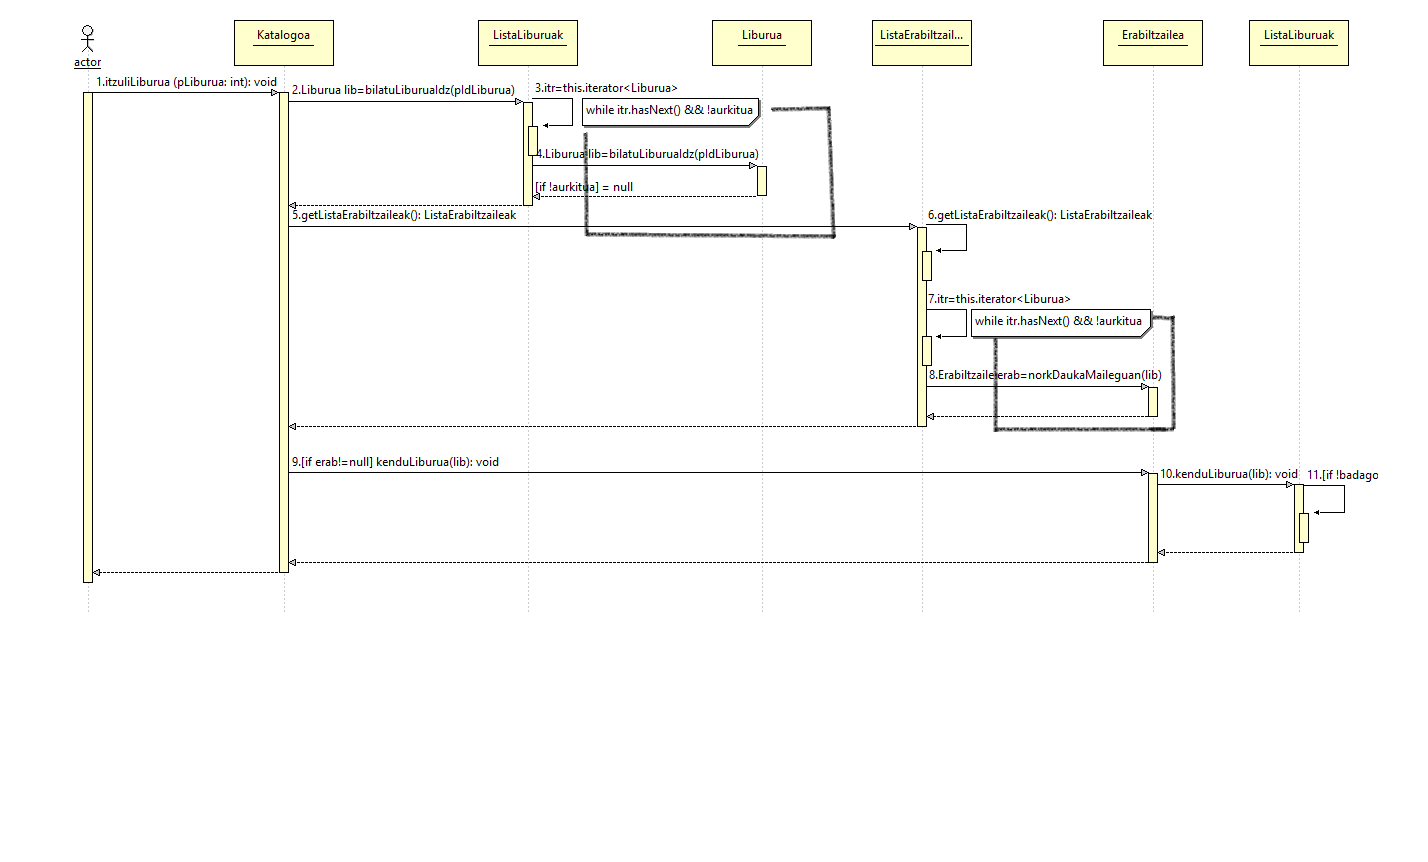 actor
Katalogoa
ListaLiburuak
Liburua
ListaErabiltzail...
Erabiltzailea
ListaLiburuak
1.itzuliLiburua (pLiburua: int): void
2.Liburua lib=bilatuLiburuaIdz(pIdLiburua)
3.itr=this.iterator<Liburua>
while itr.hasNext() && !aurkitua
4.Liburua lib=bilatuLiburuaIdz(pIdLiburua)
[if !aurkitua] = null
5.getListaErabiltzaileak(): ListaErabiltzaileak
6.getListaErabiltzaileak(): ListaErabiltzaileak
7.itr=this.iterator<Liburua>
while itr.hasNext() && !aurkitua
8.Erabiltzaile erab=norkDaukaMaileguan(lib)
9.[if erab!=null] kenduLiburua(lib): void
10.kenduLiburua(lib): void
11.[if !badago